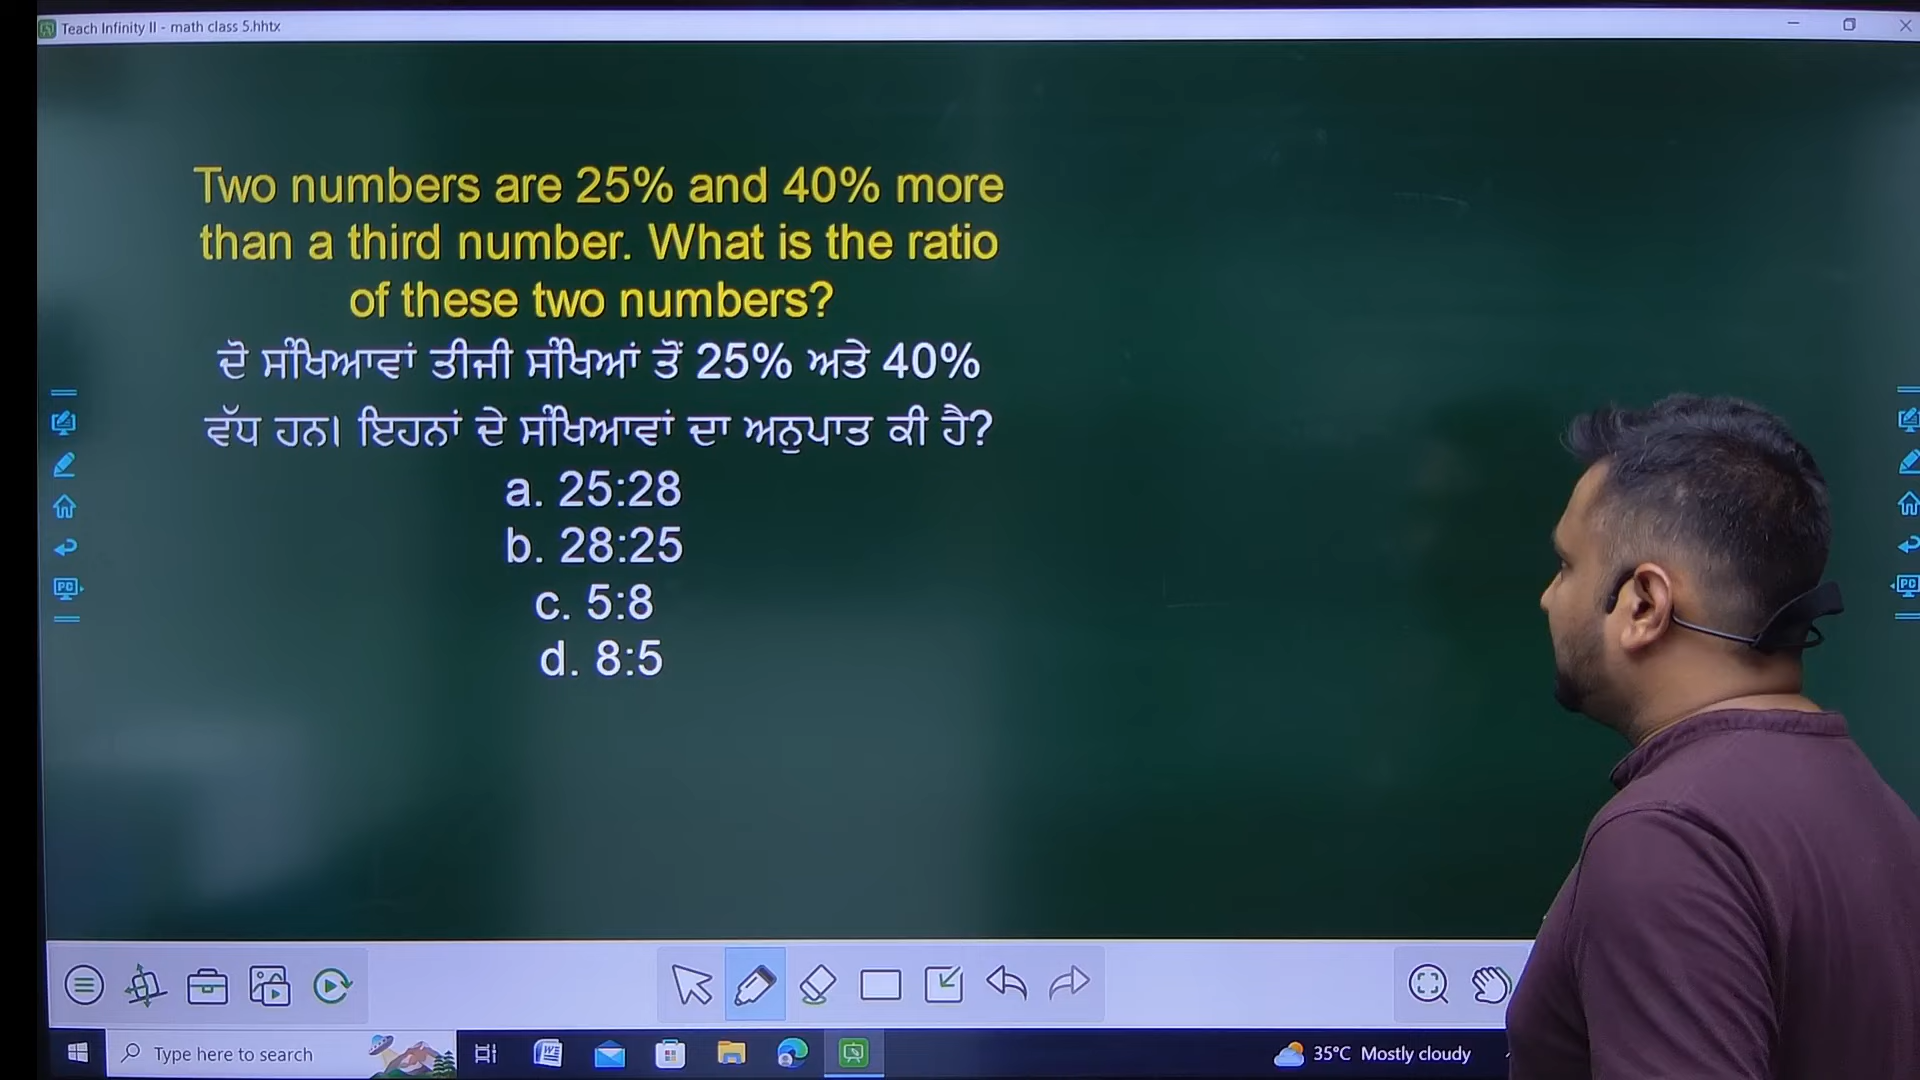 Teach Infinity II - math class 5.hhtx
Two numbers are 25% and 40% more
than a third number. What is the ratio
of these two numbers?
ਦੋ ਸੰਖਿਆਵਾਂ ਤੀਜੀ ਸੰਖਿਆਂ ਤੋਂ 25% ਅਤੇ 40%
ਵੱਧ ਹਨ। ਇਹਨਾਂ ਦੇ ਸੰਖਿਆਵਾਂ ਦਾ ਅਨੁਪਾਤ ਕੀ ਹੈ?
a. 25:28
b. 28:25
c. 5:8
d. 8:5
PC
PC
Type here to search
35°C Mostly cloudy